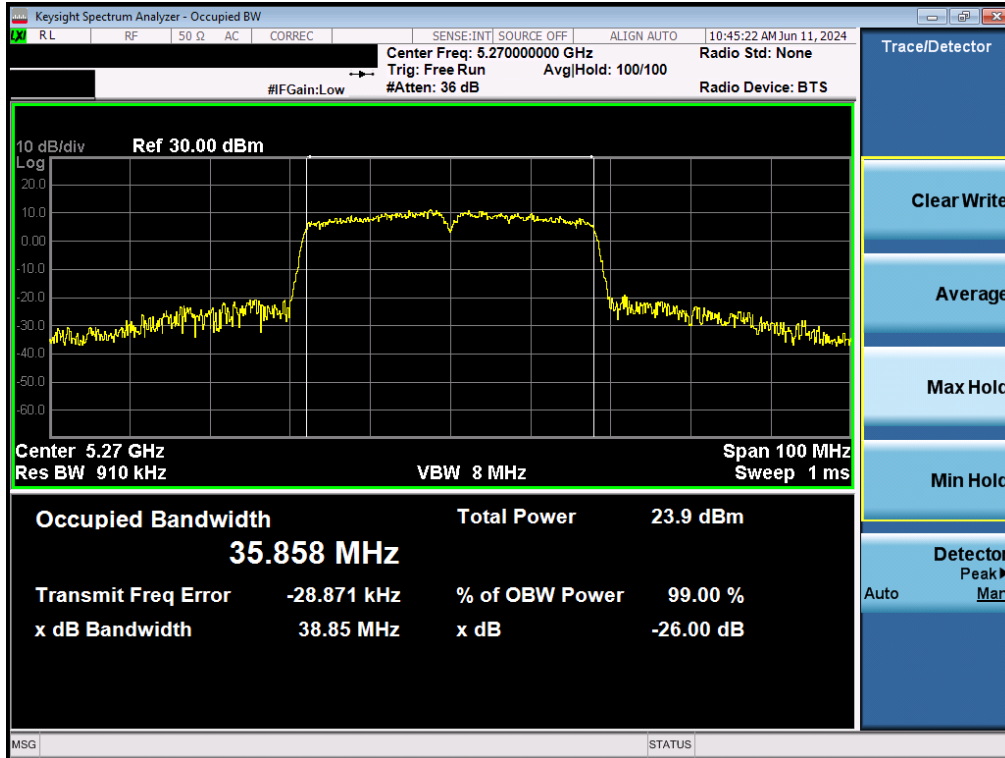 Keysight Spectrum Analyzer - Occupied BW
LXI RL RF 50 Ω AC CORREC SENSE:INT SOURCE OFF ALIGN AUTO 10:45:22 AM Jun 11, 2024
Center Freq: 5.270000000 GHz Radio Std: None
Trig: Free Run Avg|Hold: 100/100
#IFGain:Low #Atten: 36 dB Radio Device: BTS
10 dB/div Ref 30.00 dBm
Log
20.0
10.0
0.00
-10.0
-20.0
-30.0
-40.0
-50.0
-60.0
Center 5.27 GHz Span 100 MHz
Res BW 910 kHz VBW 8 MHz Sweep 1 ms
Occupied Bandwidth Total Power 23.9 dBm
35.858 MHz
Transmit Freq Error -28.871 kHz % of OBW Power 99.00 %
x dB Bandwidth 38.85 MHz x dB -26.00 dB
MSG STATUS
Trace/Detector
Clear Write
Average
Max Hold
Min Hold
Detector
Peak
Auto Man